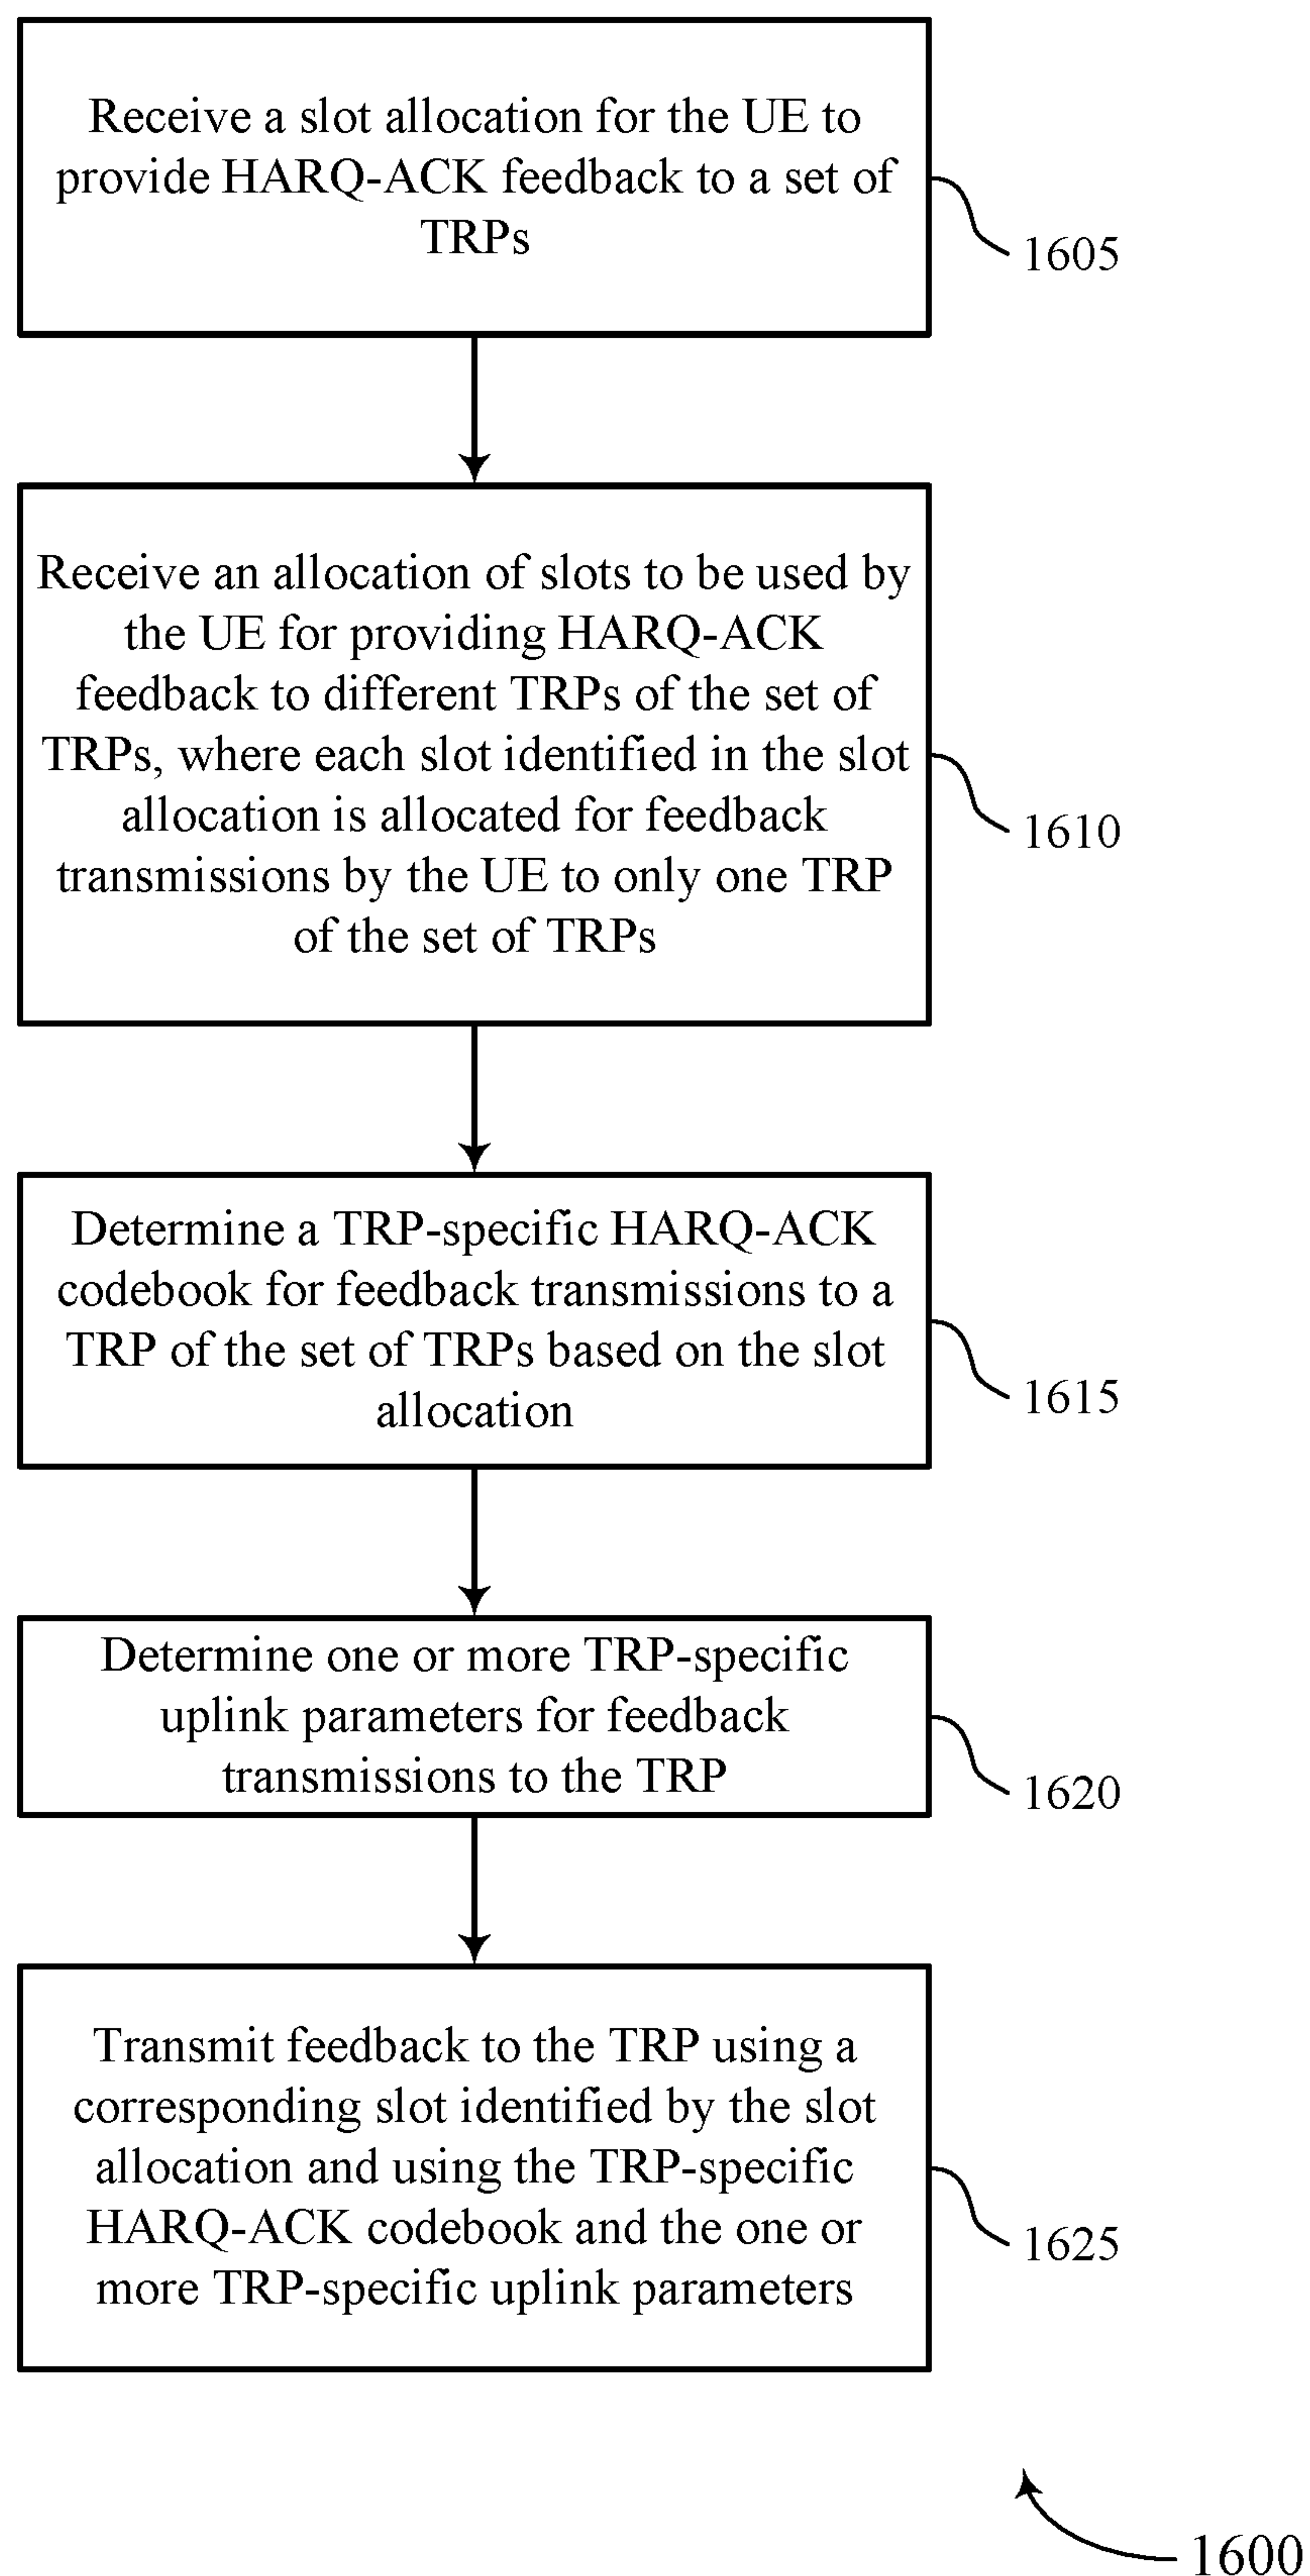 Receive a slot allocation for the UE to
provide HARQ-ACK feedback to a set of
TRPs
1605
Receive an allocation of slots to be used by
the UE for providing HARQ-ACK
feedback to different TRPs of the set of
TRPs, where each slot identified in the slot
allocation is allocated for feedback
transmissions by the UE to only one TRP
of the set of TRPs
1610
Determine a TRP-specific HARQ-ACK
codebook for feedback transmissions to a
TRP of the set of TRPs based on the slot
allocation
1615
Determine one or more TRP-specific
uplink parameters for feedback
transmissions to the TRP
1620
Transmit feedback to the TRP using a
corresponding slot identified by the slot
allocation and using the TRP-specific
HARQ-ACK codebook and the one or
more TRP-specific uplink parameters
1625
1600